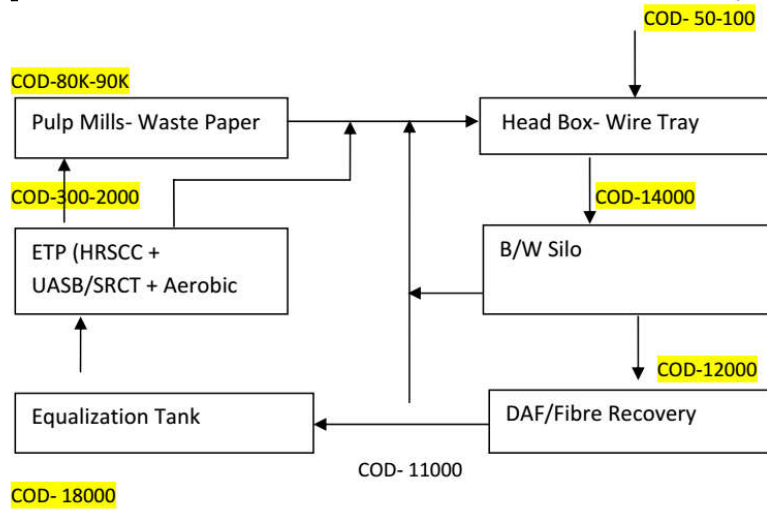 COD- 50-100
COD-80K-90K
Pulp Mills- Waste Paper
Head Box- Wire Tray
COD-300-2000
COD-14000
ETP (HRSCC +
UASB/SRCT + Aerobic
B/W Silo
COD-12000
Equalization Tank
DAF/Fibre Recovery
COD- 11000
COD- 18000